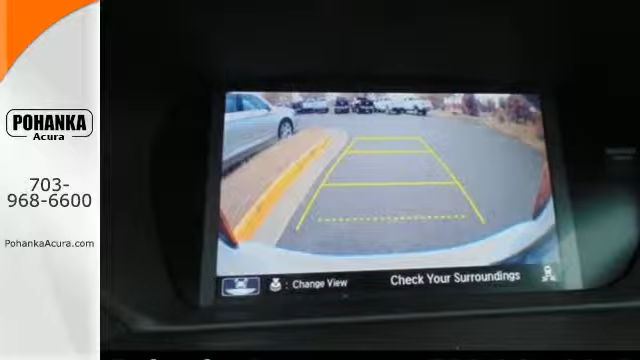 POHANKA
Acura
703-
968-6600
PohankaAcura.com
: Change View
Check Your Surroundings